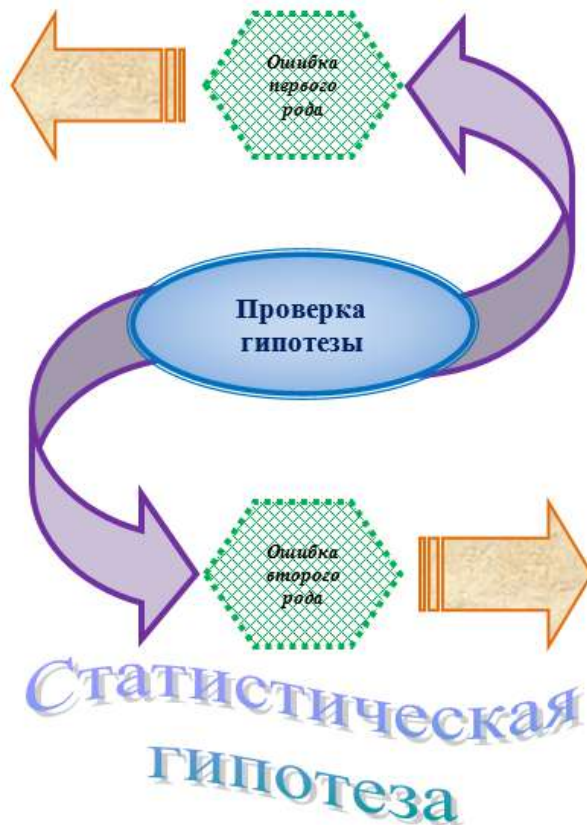 Ошибка
первого
рода
Проверка
гипотезы
Ошибка
второго
рода
Статистическая
гипотеза